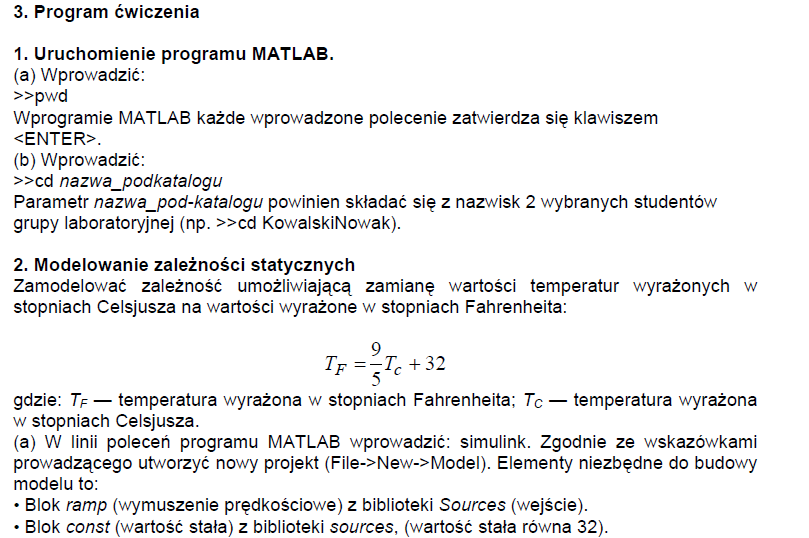 3. Program ćwiczenia
1. Uruchomienie programu MATLAB.
(a) Wprowadzić:
>>pwd
Wprogramie MATLAB każde wprowadzone polecenie zatwierdza się klawiszem
<ENTER>.
(b) Wprowadzić:
>>cd nazwa_podkatalogu
Parametr nazwa_pod-katalogu powinien składać się z nazwisk 2 wybranych studentów
grupy laboratoryjnej (np. >>cd KowalskiNowak).
2. Modelowanie zależności statycznych
Zamodelować zależność umożliwiającą zamianę wartości temperatur wyrażonych w
stopniach Celsjusza na wartości wyrażone w stopniach Fahrenheita:
T_F = 9/5 T_c + 32
gdzie: TF — temperatura wyrażona w stopniach Fahrenheita; TC — temperatura wyrażona
w stopniach Celsjusza.
(a) W linii poleceń programu MATLAB wprowadzić: simulink. Zgodnie ze wskazówkami
prowadzącego utworzyć nowy projekt (File->New->Model). Elementy niezbędne do budowy
modelu to:
• Blok ramp (wymuszenie prędkościowe) z biblioteki Sources (wejście).
• Blok const (wartość stała) z biblioteki sources, (wartość stała równa 32).